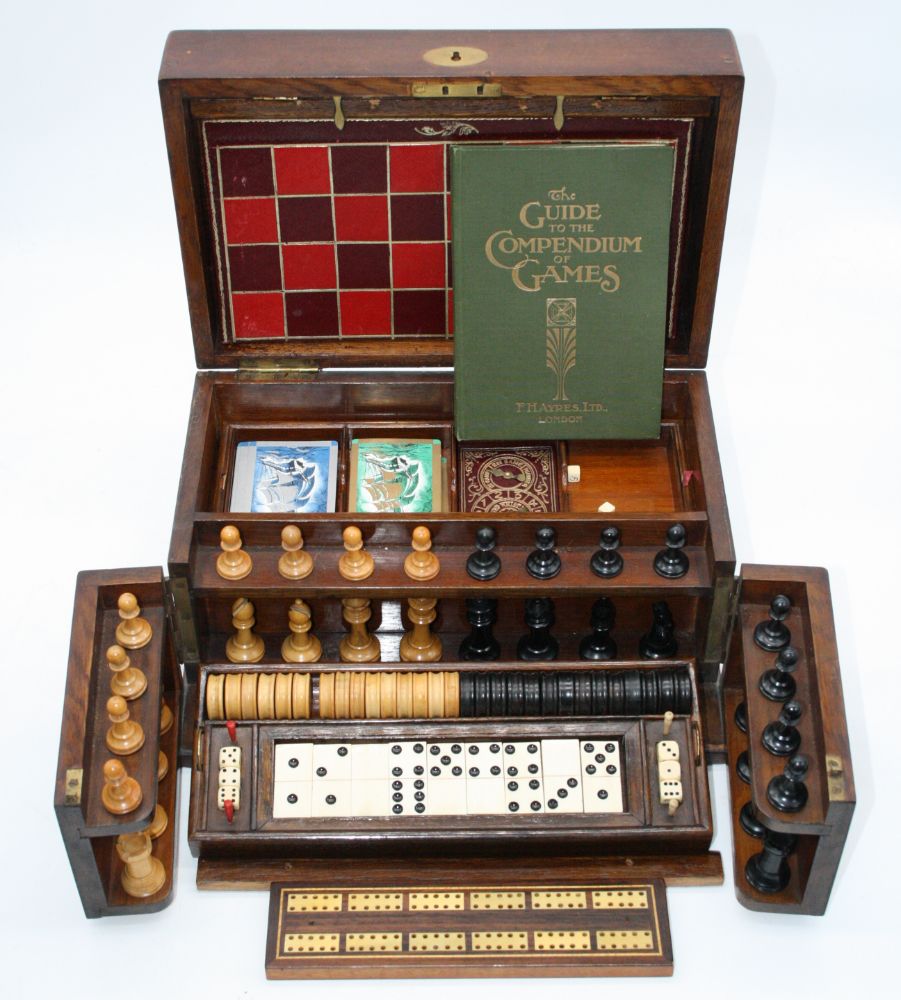 The
GUIDE
TO THE
COMPENDIUM
OF
GAMES
F.H.AYRES, LTD.,
LONDON